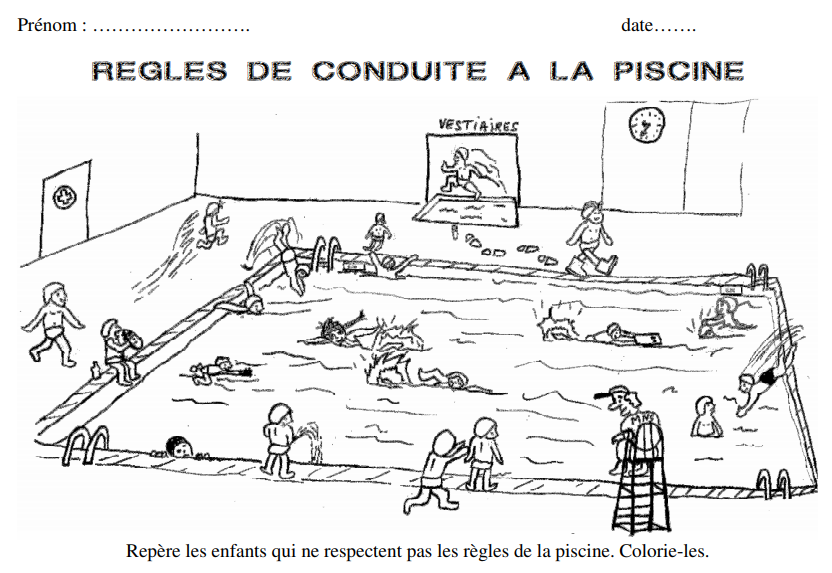 Prénom : ……………………. date…….
REGLES DE CONDUITE A LA PISCINE
VESTIAIRES
MNS
Repère les enfants qui ne respectent pas les règles de la piscine. Colorie-les.